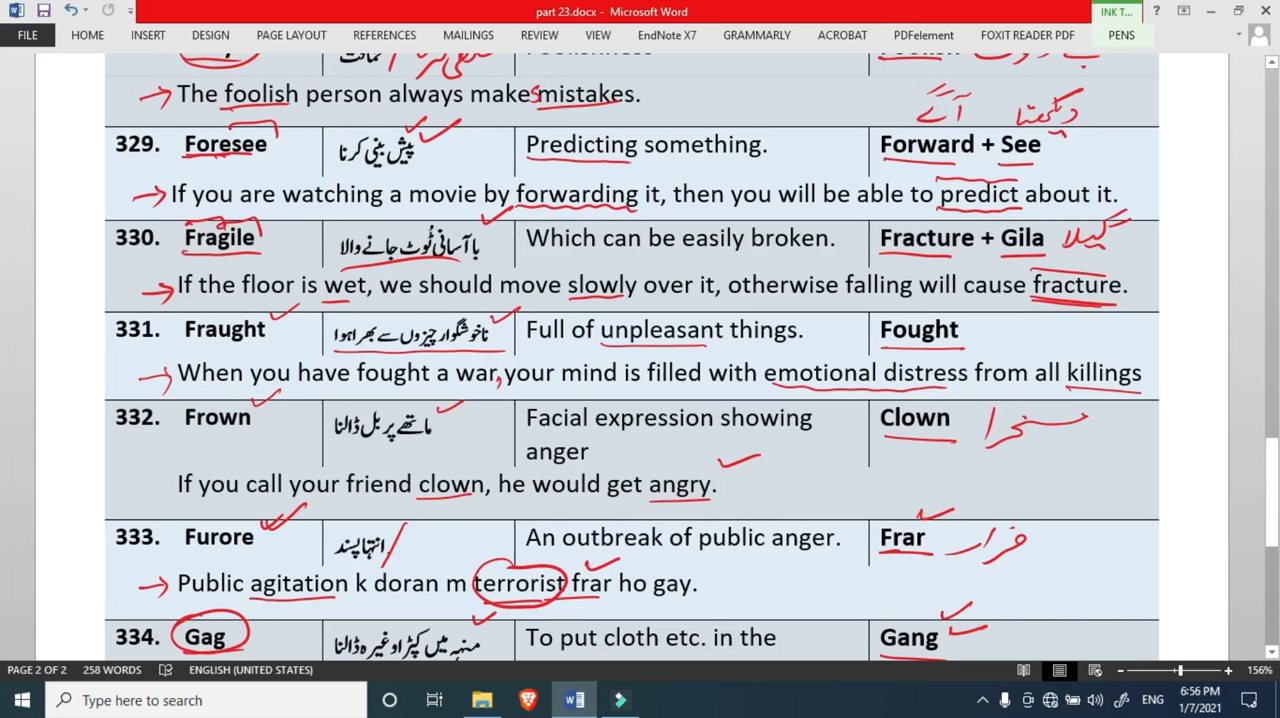 part 23.docx - Microsoft Word
INK T...
FILE HOME INSERT DESIGN PAGE LAYOUT REFERENCES MAILINGS REVIEW VIEW EndNote X7 GRAMMARLY ACROBAT PDFelement FOXIT READER PDF PENS
The foolish person always makes mistakes.
آگے دیکھنا
329. Foresee پیش بینی کرنا Predicting something. Forward + See
If you are watching a movie by forwarding it, then you will be able to predict about it.
330. Fragile باآسانی ٹُوٹ جانے والا Which can be easily broken. Fracture + Gila گیلا
If the floor is wet, we should move slowly over it, otherwise falling will cause fracture.
331. Fraught ناخوشگوار چیزوں سے بھرا ہوا Full of unpleasant things. Fought
When you have fought a war, your mind is filled with emotional distress from all killings
332. Frown ماتھے پر بل ڈالنا Facial expression showing anger Clown مسخرا
If you call your friend clown, he would get angry.
333. Furore انتہا پسند An outbreak of public anger. Frar فرار
Public agitation k doran m terrorist frar ho gay.
334. Gag منہ میں کپڑا وغیرہ ڈالنا To put cloth etc. in the Gang
PAGE 2 OF 2 258 WORDS ENGLISH (UNITED STATES) 156%
Type here to search
ENG
6:56 PM
1/7/2021